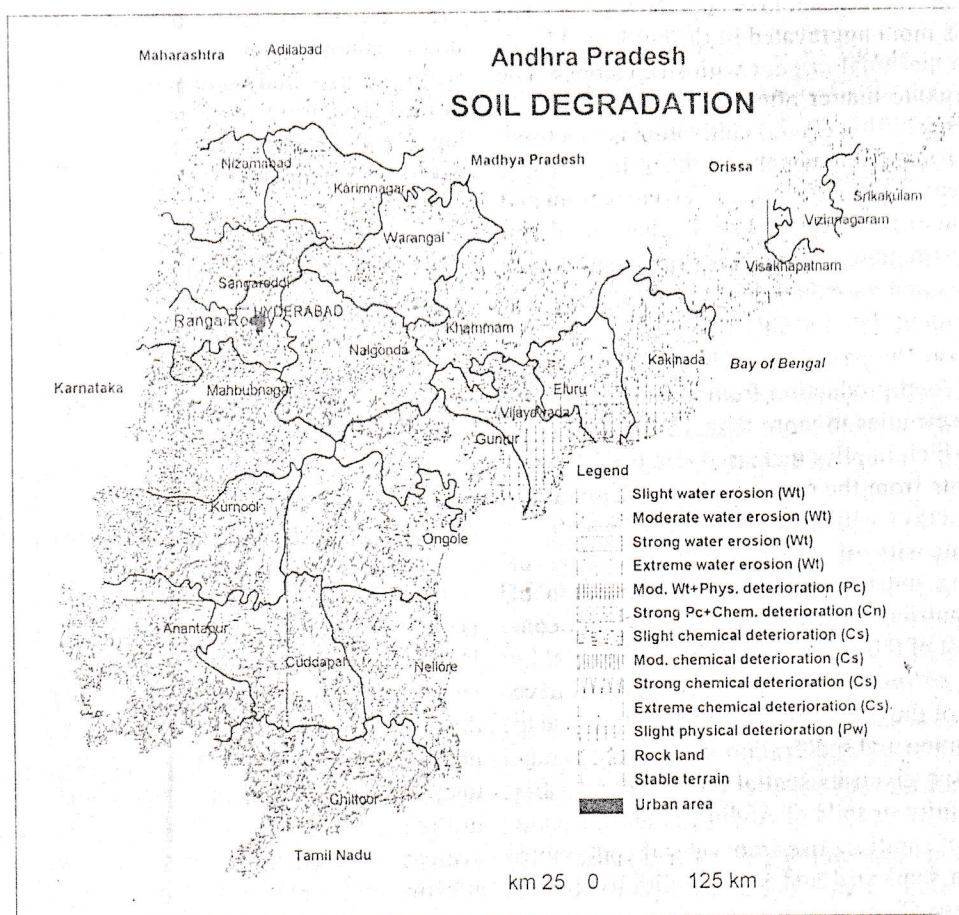 Andhra Pradesh
SOIL DEGRADATION
Maharashtra
Adilabad
Nizamabad
Karimnagar
Madhya Pradesh
Orissa
Srikakulam
Vizianagaram
Warangal
Visakhapatnam
Sangareddi
HYDERABAD
Ranga Reddy
Khammam
Nalgonda
Kakinada
Bay of Bengal
Karnataka
Mahbubnagar
Eluru
Vijayawada
Guntur
Kurnool
Ongole
Anantapur
Cuddapah
Nellore
Chittoor
Tamil Nadu
Legend
Slight water erosion (Wt)
Moderate water erosion (Wt)
Strong water erosion (Wt)
Extreme water erosion (Wt)
Mod. Wt+Phys. deterioration (Pc)
Strong Pc+Chem. deterioration (Cn)
Slight chemical deterioration (Cs)
Mod. chemical deterioration (Cs)
Strong chemical deterioration (Cs)
Extreme chemical deterioration (Cs).
Slight physical deterioration (Pw)
Rock land
Stable terrain
Urban area
km 25 0 125 km